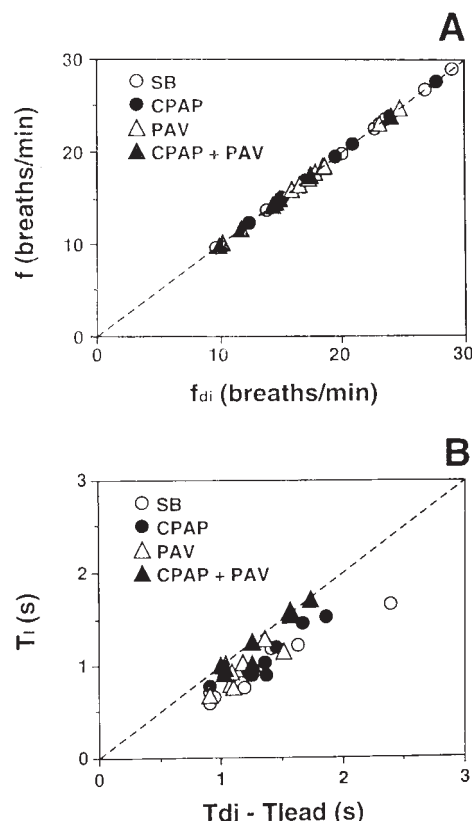 A
30
SB
CPAP
PAV
CPAP + PAV
20
10
0
f (breaths/min)
0
10
20
30
fdi (breaths/min)
B
3
SB
CPAP
PAV
CPAP + PAV
2
1
0
TI (s)
0
1
2
3
Tdi - Tlead (s)